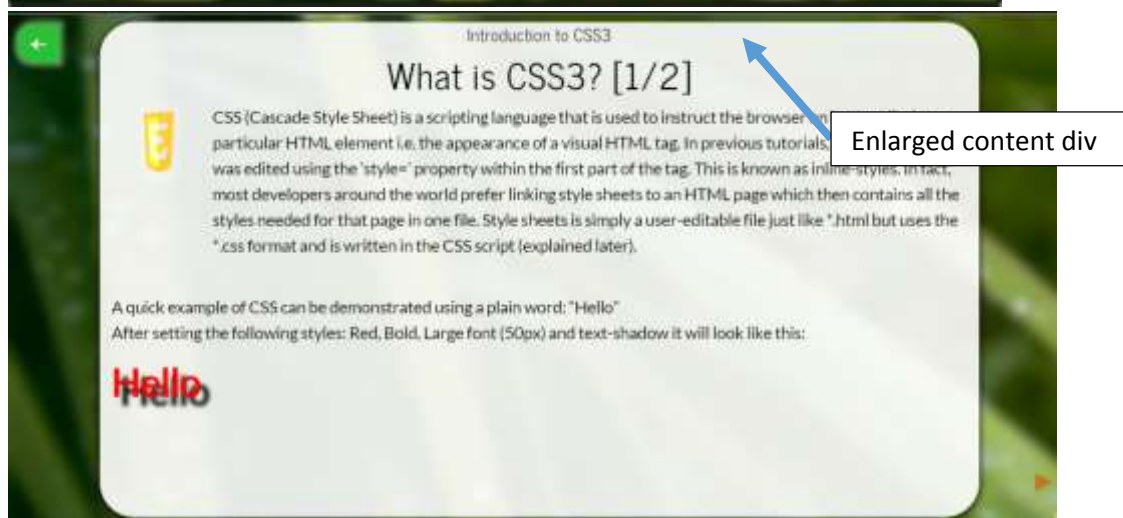 ←
Introduction to CSS3
What is CSS3? [1/2]
CSS (Cascade Style Sheet) is a scripting language that is used to instruct the browser on
particular HTML element i.e. the appearance of a visual HTML tag. In previous tutorials,
Enlarged content div
was edited using the 'style=' property within the first part of the tag. This is known as inline-styles. In fact,
most developers around the world prefer linking style sheets to an HTML page which then contains all the
styles needed for that page in one file. Style sheets is simply a user-editable file just like *.html but uses the
*.css format and is written in the CSS script (explained later).
A quick example of CSS can be demonstrated using a plain word: "Hello"
After setting the following styles: Red, Bold, Large font (50px) and text-shadow it will look like this:
Hello